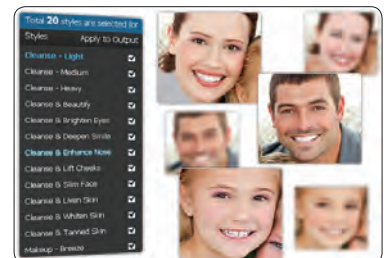 Total 20 styles are selected for
Styles Apply to Output
Cleanse - Light
Cleanse - Medium
Cleanse - Heavy
Cleanse & Beautify
Cleanse & Brighten Eyes
Cleanse & Deepen Smile
Cleanse & Enhance Nose
Cleanse & Lift Cheeks
Cleanse & Slim Face
Cleanse & Liven Skin
Cleanse & Whiten Skin
Cleanse & Tanned Skin
Makeup - Breeze